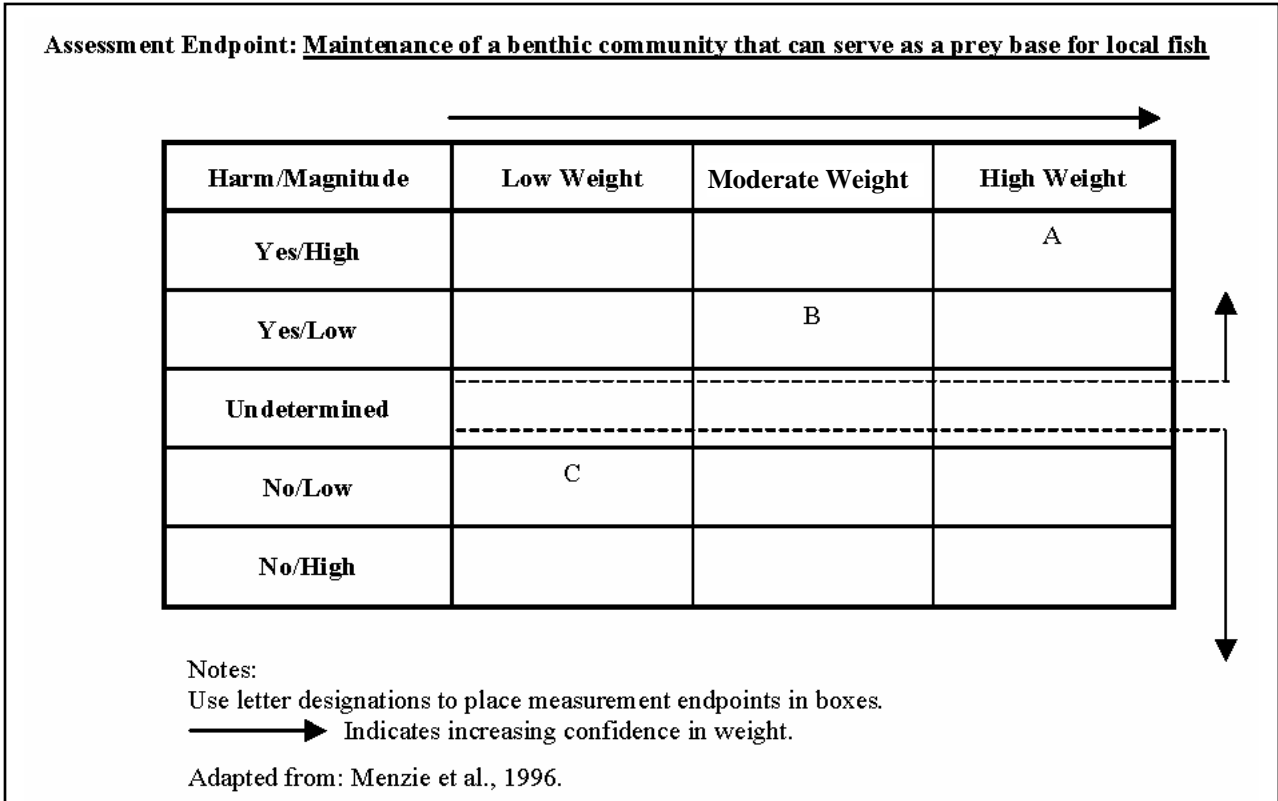 Assessment Endpoint: Maintenance of a benthic community that can serve as a prey base for local fish
Harm/Magnitude Low Weight Moderate Weight High Weight
Yes/High A
Yes/Low B
Undetermined
No/Low C
No/High
Notes:
Use letter designations to place measurement endpoints in boxes.
Indicates increasing confidence in weight.
Adapted from: Menzie et al., 1996.